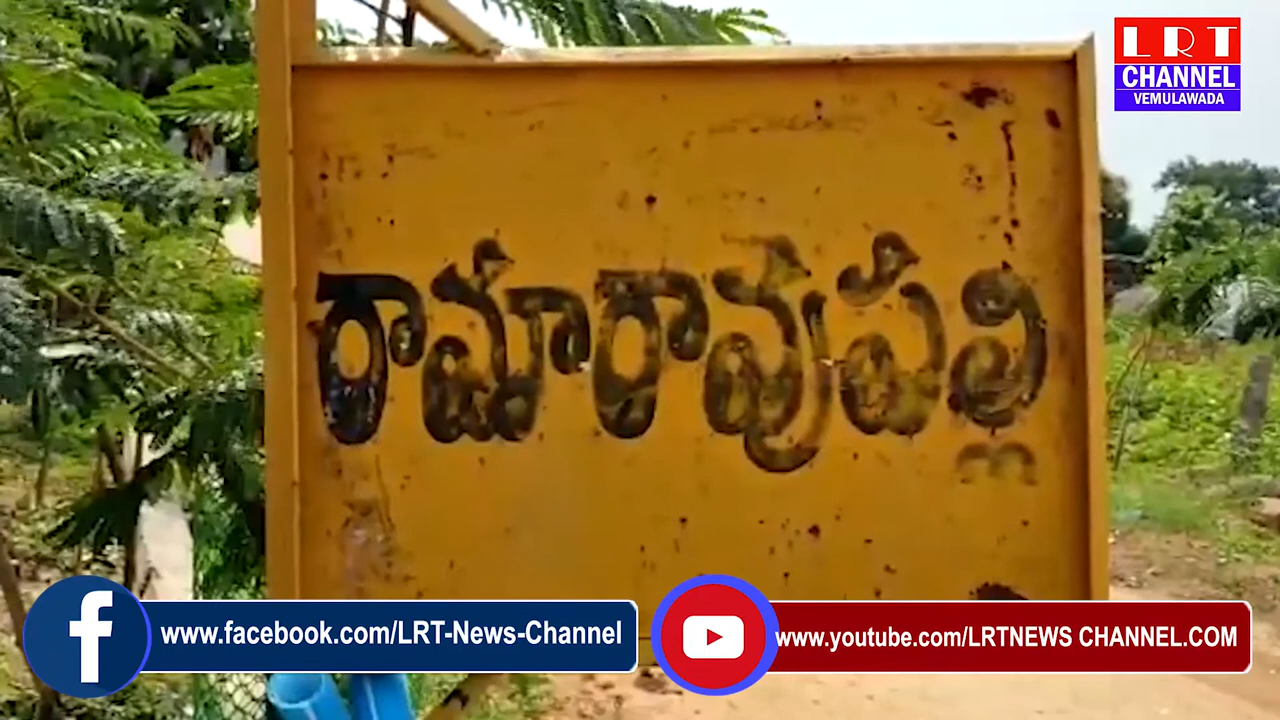 LRT
CHANNEL
VEMULAWADA
రామారావుపల్లి
www.facebook.com/LRT-News-Channel
www.youtube.com/LRTNEWS CHANNEL.COM